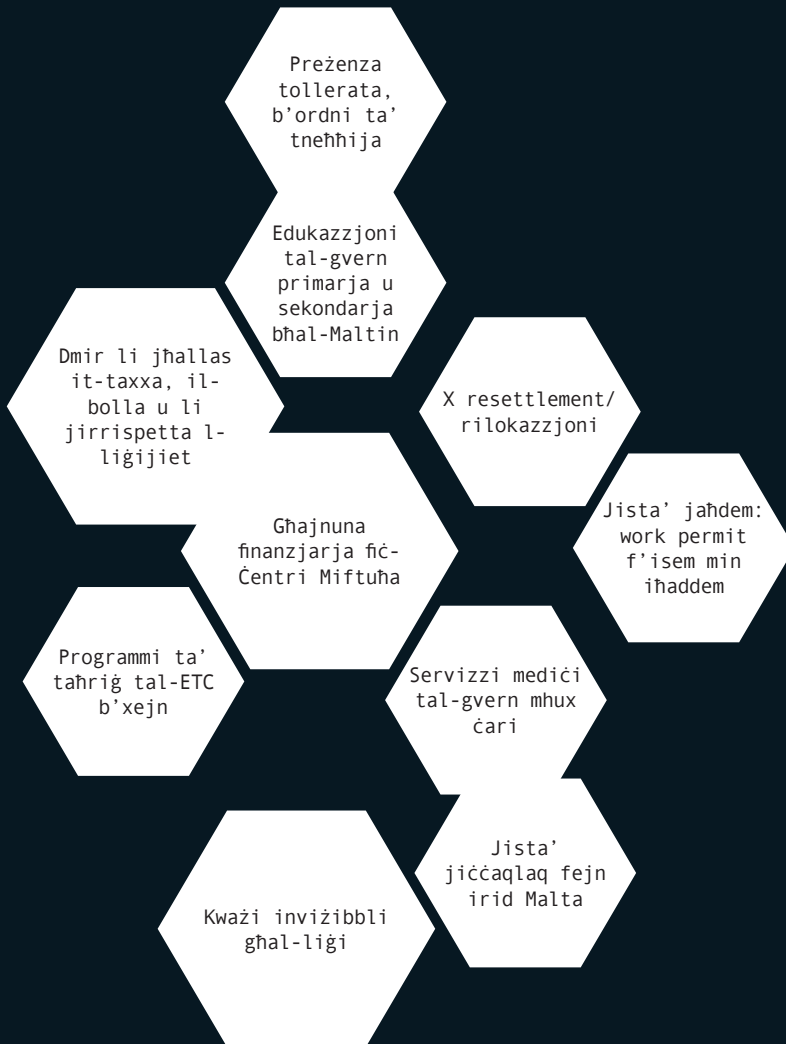 Preżenza
tollerata,
b’ordni ta’
tneħħija
Edukazzjoni
tal-gvern
primarja u
sekondarja
bħal-Maltin
Dmir li jħallas
it-taxxa, il-
bolla u li
jirrispetta l-
liġijiet
X resettlement/
rilokazzjoni
Għajnuna
finanzjarja fiċ-
Ċentri Miftuħa
Jista’ jaħdem:
work permit
f’isem min
iħaddem
Programmi ta’
taħriġ tal-ETC
b’xejn
Servizzi mediċi
tal-gvern mhux
ċari
Jista’
jiċċaqlaq fejn
irid Malta
Kważi inviżibbli
għal-liġi